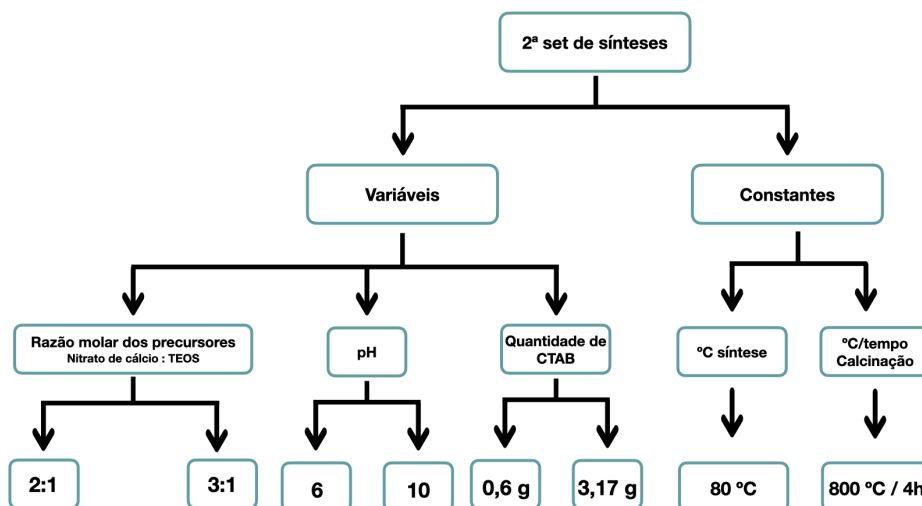 2ª set de sínteses
Variáveis
Constantes
Razão molar dos precursores
Nitrato de cálcio : TEOS
pH
Quantidade de
CTAB
ºC síntese
ºC/tempo
Calcinação
2:1
3:1
6
10
0,6 g
3,17 g
80 ºC
800 ºC / 4h